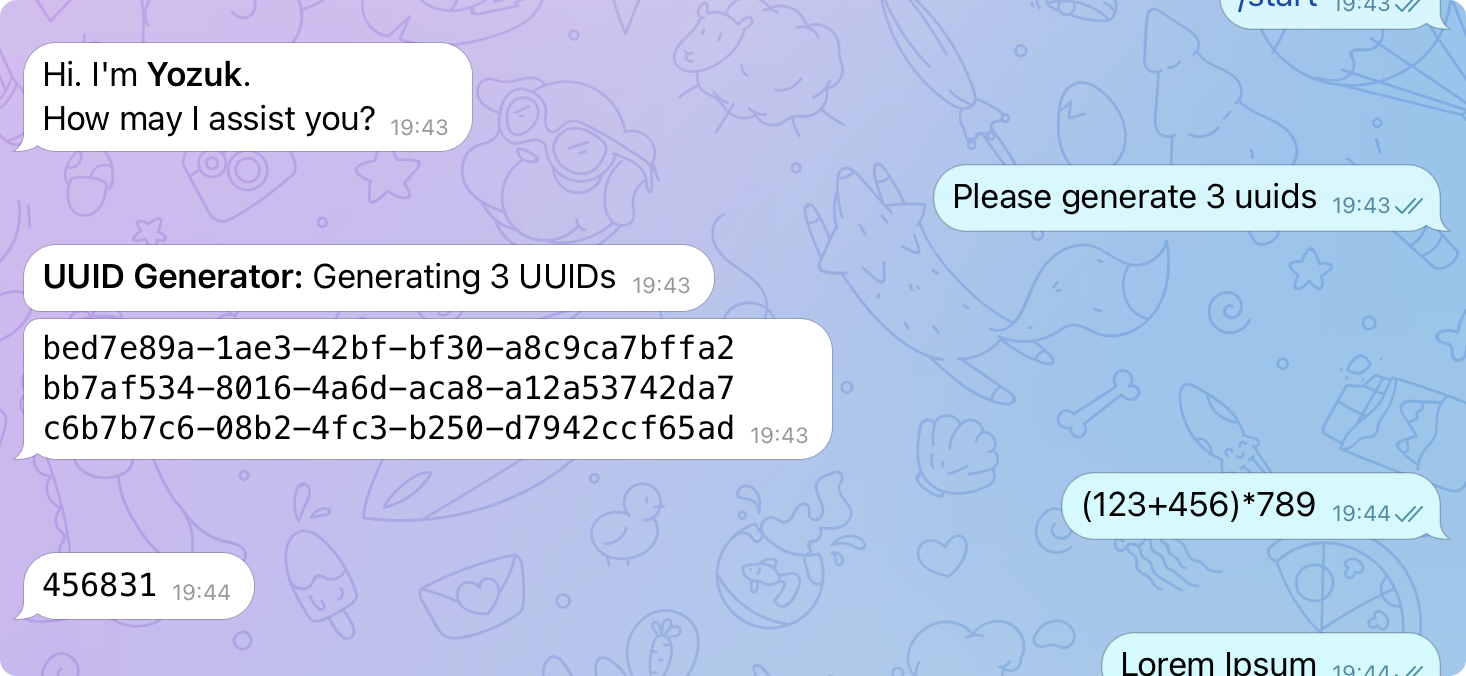 /start 19:43
Hi. I'm Yozuk.
How may I assist you? 19:43
Please generate 3 uuids 19:43
UUID Generator: Generating 3 UUIDs 19:43
bed7e89a-1ae3-42bf-bf30-a8c9ca7bffa2
bb7af534-8016-4a6d-aca8-a12a53742da7
c6b7b7c6-08b2-4fc3-b250-d7942ccf65ad 19:43
(123+456)*789 19:44
456831 19:44
Lorem Ipsum 19:44